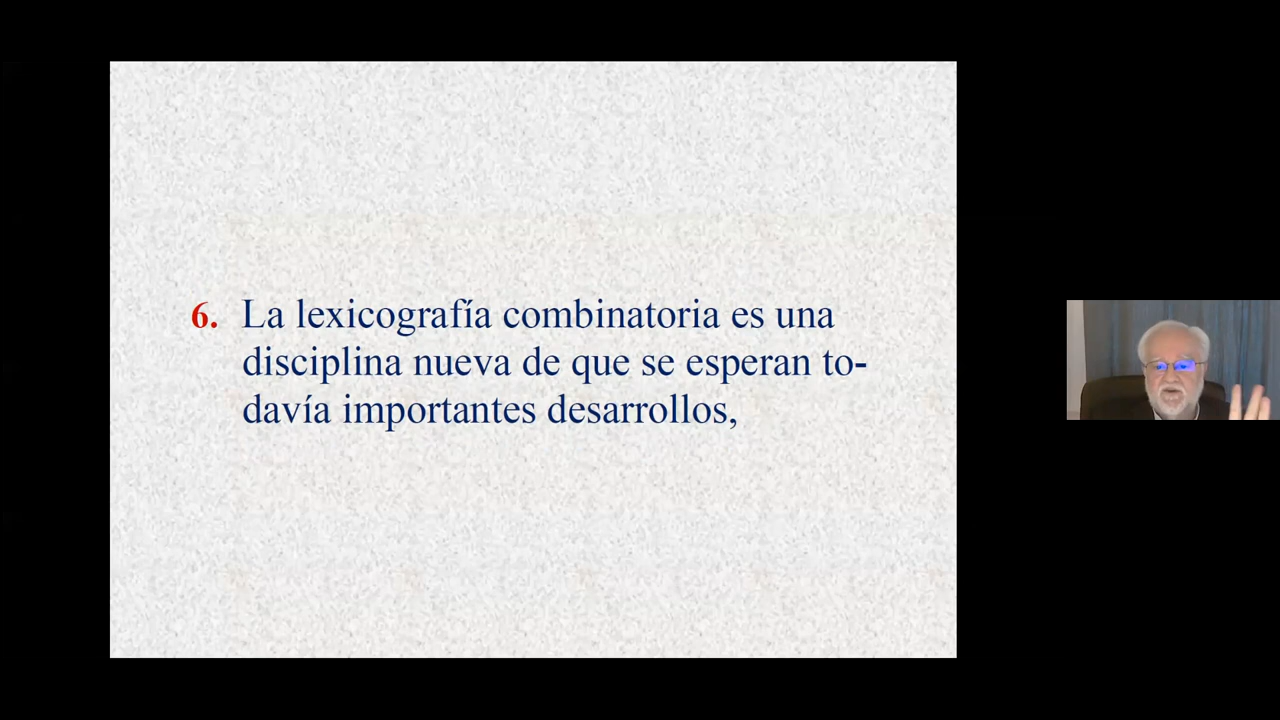 6. La lexicografía combinatoria es una
disciplina nueva de que se esperan to-
davía importantes desarrollos,